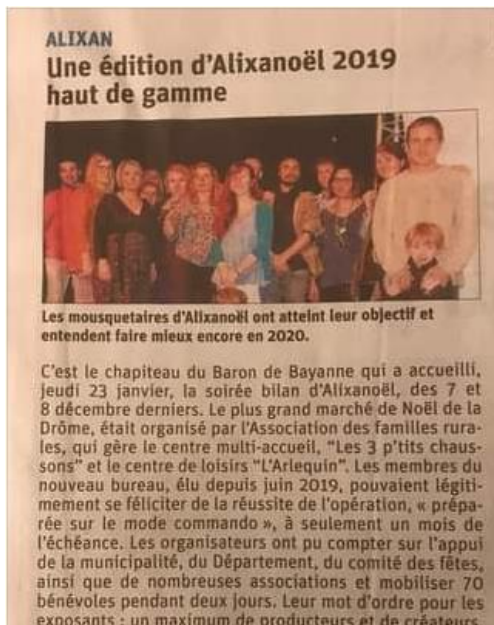 ALIXAN
Une édition d'Alixanoël 2019
haut de gamme
Les mousquetaires d'Alixanoël ont atteint leur objectif et
entendent faire mieux encore en 2020.
C'est le chapiteau du Baron de Bayanne qui a accueilli,
jeudi 23 janvier, la soirée bilan d'Alixanoël, des 7 et
8 décembre derniers. Le plus grand marché de Noël de la
Drôme, était organisé par l'Association des familles rura-
les, qui gère le centre multi-accueil, "Les 3 p'tits chaus-
sons" et le centre de loisirs "L'Arlequin". Les membres du
nouveau bureau, élu depuis juin 2019, pouvaient légiti-
mement se féliciter de la réussite de l'opération, « prépa-
rée sur le mode commando », à seulement un mois de
l'échéance. Les organisateurs ont pu compter sur l'appui
de la municipalité, du Département, du comité des fêtes,
ainsi que de nombreuses associations et mobiliser 70
bénévoles pendant deux jours. Leur mot d'ordre pour les
exposants : un maximum de producteurs et de créateurs,